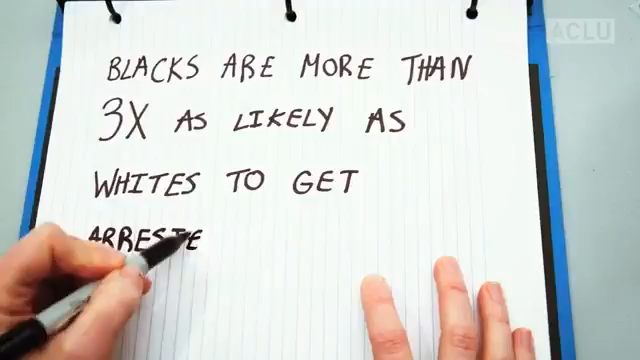 ACLU
BLACKS ARE MORE THAN
3X AS LIKELY AS
WHITES TO GET
ARRESTE